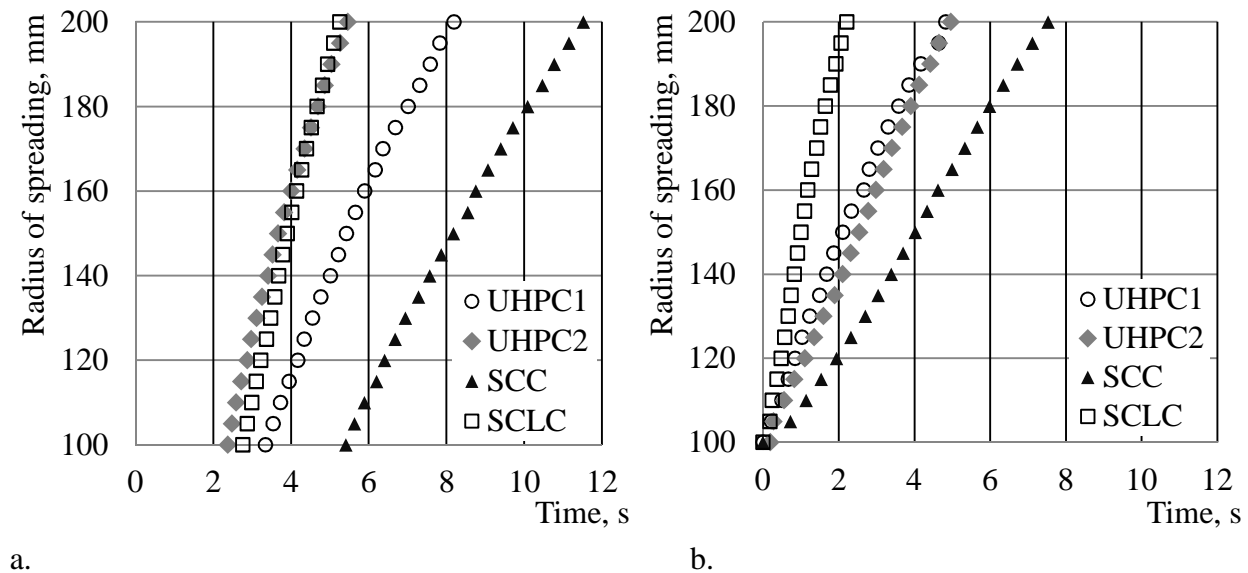 Radius of spreading, mm
200
180
160
140
120
100
0 2 4 6 8 10 12
Time, s
UHPC1
UHPC2
SCC
SCLC
a.
Radius of spreading, mm
200
180
160
140
120
100
0 2 4 6 8 10 12
Time, s
UHPC1
UHPC2
SCC
SCLC
b.